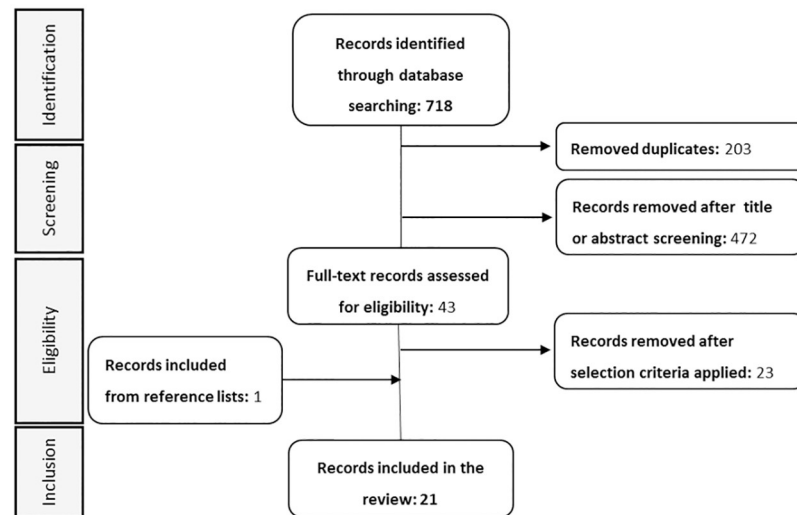 Identification
Records identified
through database
searching: 718
Removed duplicates: 203
Screening
Records removed after title
or abstract screening: 472
Eligibility
Full-text records assessed
for eligibility: 43
Records removed after
selection criteria applied: 23
Records included
from reference lists: 1
Inclusion
Records included in the
review: 21